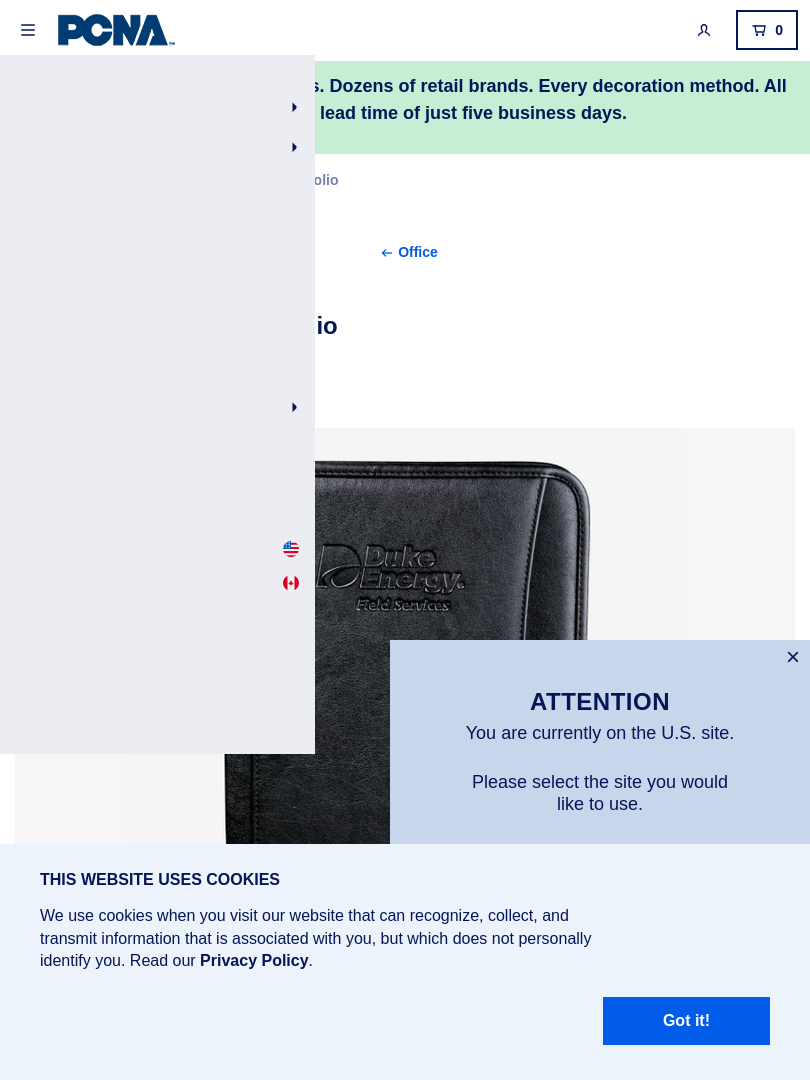 PCNA™
0
s. Dozens of retail brands. Every decoration method. All
lead time of just five business days.
olio
← Office
io
Duke
Energy®
Field Services
×
ATTENTION
You are currently on the U.S. site.
Please select the site you would
like to use.
THIS WEBSITE USES COOKIES
We use cookies when you visit our website that can recognize, collect, and
transmit information that is associated with you, but which does not personally
identify you. Read our Privacy Policy.
Got it!